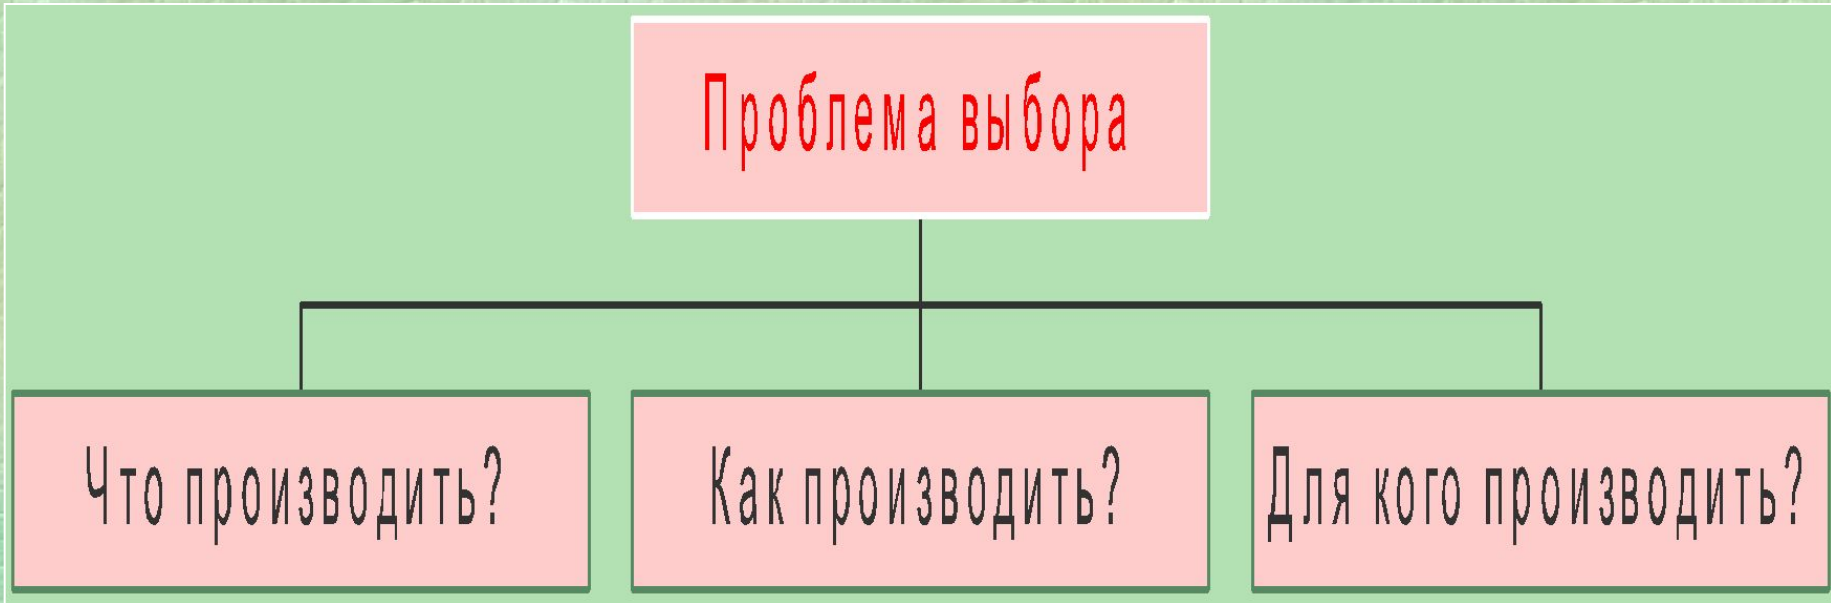 Проблема выбора
Что производить?
Как производить?
Для кого производить?